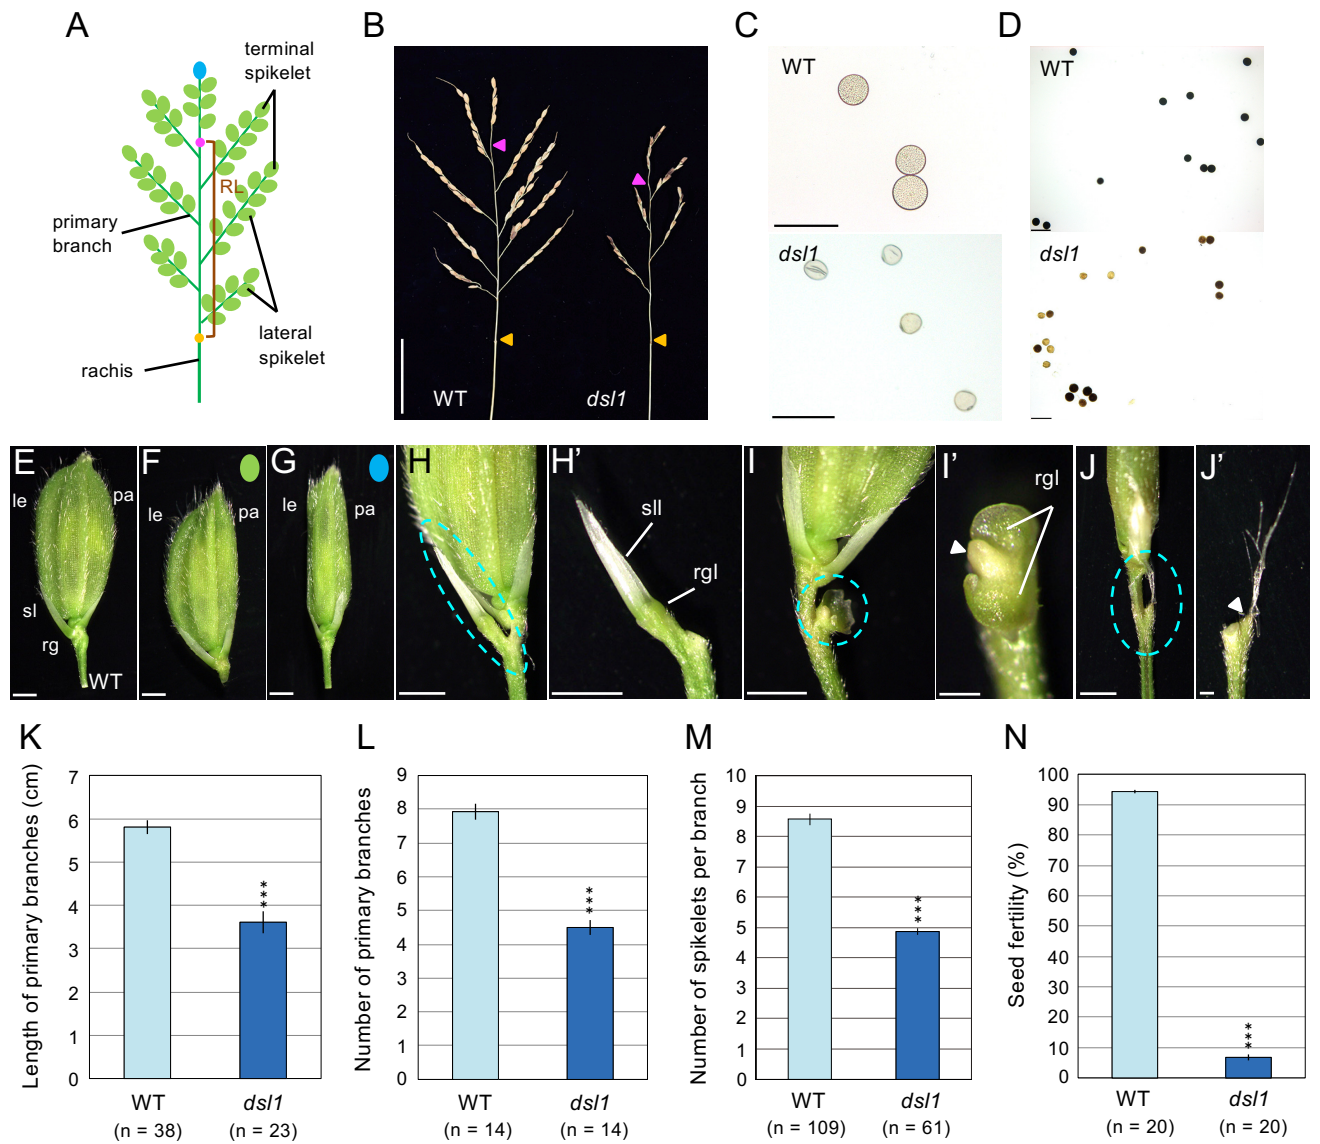 A
terminal
spikelet
RL
primary
branch
lateral
spikelet
rachis
B
WT
dsl1
C
WT
dsl1
D
WT
dsl1
E
le
pa
sl
rg
WT
F
le
pa
G
le
pa
H
H'
sll
rgl
I
I'
rgl
J
J'
K
Length of primary branches (cm)
7
6
5
4
3
2
1
0
***
WT
dsl1
(n = 38)
(n = 23)
L
Number of primary branches
9
8
7
6
5
4
3
2
1
0
***
WT
dsl1
(n = 14)
(n = 14)
M
Number of spikelets per branch
10
9
8
7
6
5
4
3
2
1
0
***
WT
dsl1
(n = 109)
(n = 61)
N
Seed fertility (%)
100
90
80
70
60
50
40
30
20
10
0
***
WT
dsl1
(n = 20)
(n = 20)